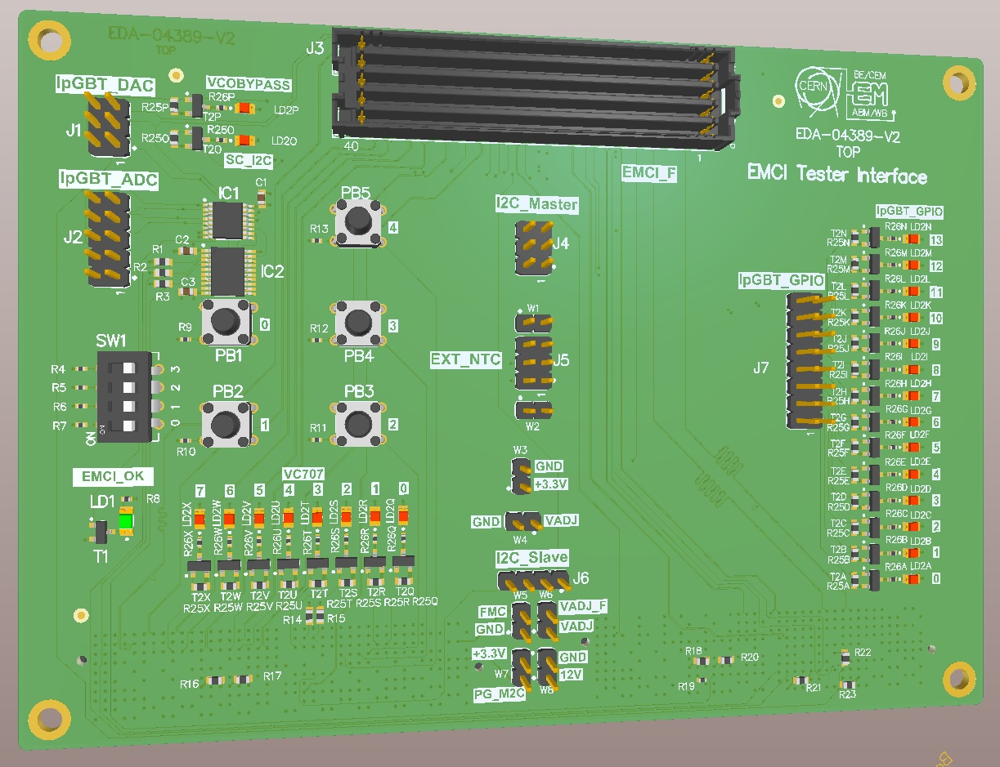 EDA-04389-V2
TOP
J3
CERN
BE/CEM
EM
ABM/WB
EDA-04389-V2
TOP
EMCI Tester Interface
lpGBT_DAC
J1
1
VCOBYPASS
R25P
R26P
T2P
LD2P
R25O
R26O
T2O
LD2O
SC_I2C
40
1
EMCI_F
lpGBT_ADC
J2
1
IC1
C1
C2
R1
R2
R3
C3
IC2
PB5
R13
4
I2C_Master
J4
1
R9
0
PB1
R12
3
PB4
W1
EXT_NTC
J5
1
W2
SW1
R4
R5
R6
R7
3
2
1
0
ON
PB2
1
R10
PB3
R11
2
EMCI_OK
LD1
R8
T1
VC707
7
6
5
4
3
2
1
0
LD2X
LD2W
LD2V
LD2U
LD2T
LD2S
LD2R
LD2Q
R26X
R26W
R26V
R26U
R26T
R26S
R26R
R26Q
T2X
T2W
T2V
T2U
T2T
T2S
T2R
T2Q
R25X
R25W
R25V
R25U
R25T
R25S
R25R
R25Q
R14
R15
R16
R17
W3
GND
+3.3V
GND
VADJ
W4
I2C_Slave
J6
W5
W6
FMC
GND
VADJ_F
VADJ
+3.3V
W7
PG_M2C
GND
12V
W8
lpGBT_GPIO
J7
1
lpGBT_GPIO
T2N
R25N
R26N
LD2N
13
T2M
R25M
R26M
LD2M
12
T2L
R25L
R26L
LD2L
11
T2K
R25K
R26K
LD2K
10
T2J
R25J
R26J
LD2J
9
T2I
R25I
R26I
LD2I
8
T2H
R25H
R26H
LD2H
7
T2G
R25G
R26G
LD2G
6
T2F
R25F
R26F
LD2F
5
T2E
R25E
R26E
LD2E
4
T2D
R25D
R26D
LD2D
3
T2C
R25C
R26C
LD2C
2
T2B
R25B
R26B
LD2B
1
T2A
R25A
R26A
LD2A
0
R18
R20
R19
R21
R22
R23